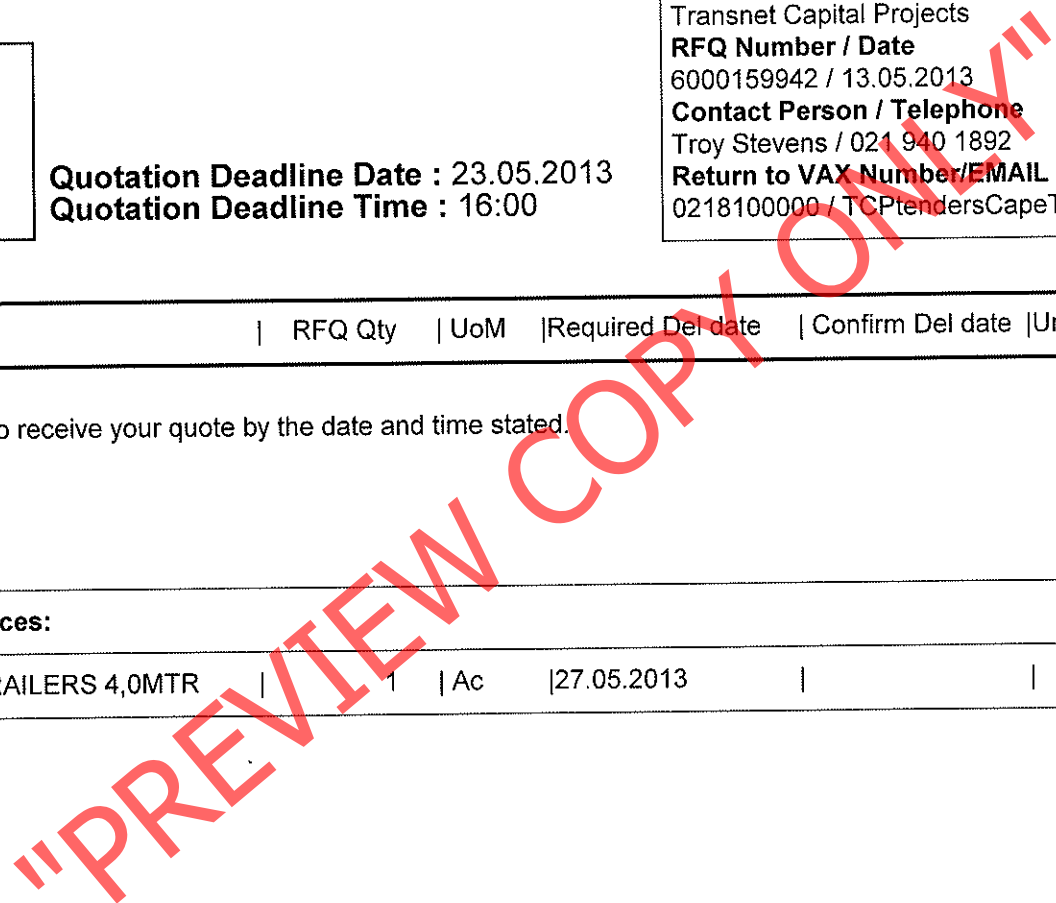 Transnet Capital Projects
RFQ Number / Date
6000159942 / 13.05.2013
Contact Person / Telephone
Troy Stevens / 021 940 1892
Return to VAX Number/EMAIL
0218100000 / TCPtendersCapeT
Quotation Deadline Date : 23.05.2013
Quotation Deadline Time : 16:00
| RFQ Qty | UoM |Required Del date | Confirm Del date |Un
o receive your quote by the date and time stated.
ces:
RAILERS 4,0MTR | 1 | Ac |27.05.2013 | |
"PREVIEW COPY ONLY"